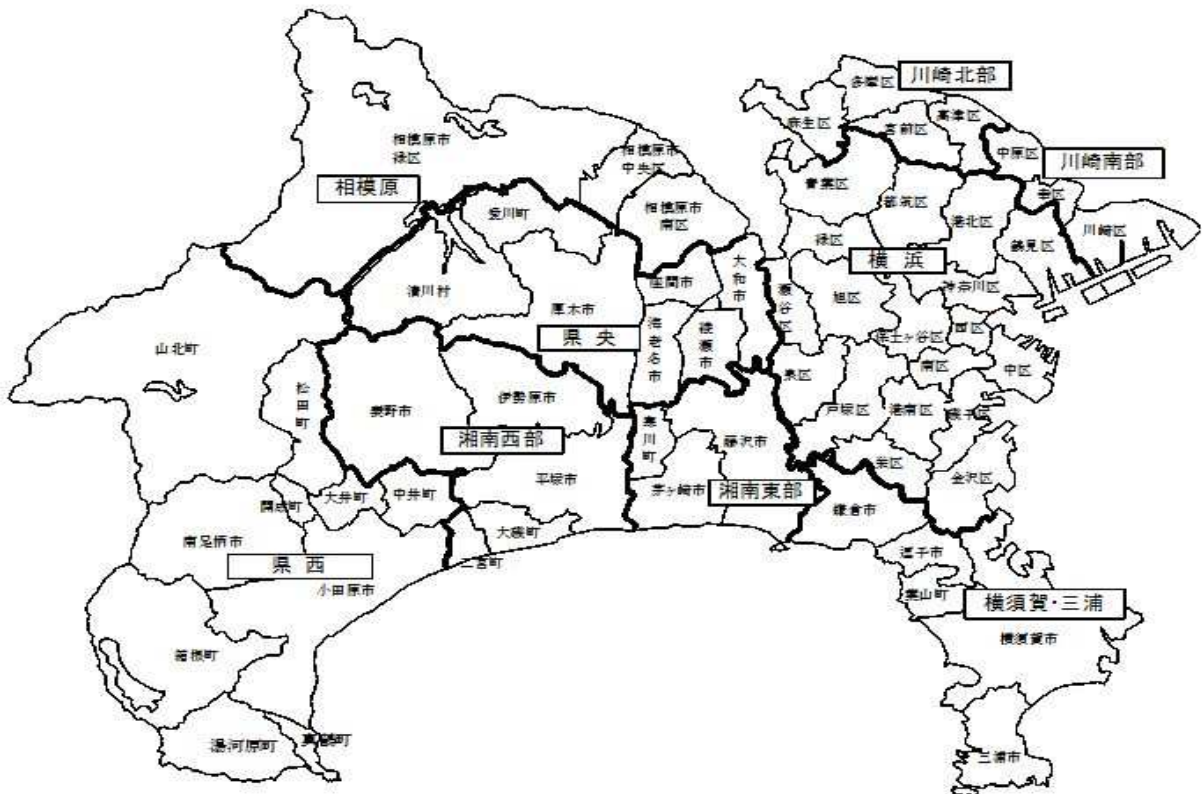 多摩区
川崎北部
麻生区
宮前区
高津区
中原区
川崎南部
相模原市
緑区
相模原市
中央区
相模原
青葉区
都筑区
港北区
幸区
川崎区
鶴見区
愛川町
相模原市
南区
緑区
横浜
神奈川区
清川村
厚木市
座間市
大和市
瀬谷区
旭区
保土ヶ谷区
西区
県央
海老名市
綾瀬市
山北町
松田町
秦野市
伊勢原市
泉区
南区
中区
戸塚区
港南区
磯子区
湘南西部
寒川町
藤沢市
栄区
金沢区
平塚市
茅ヶ崎市
湘南東部
鎌倉市
開成町
大井町
中井町
大磯町
二宮町
南足柄市
県西
小田原市
逗子市
葉山町
横須賀・三浦
横須賀市
箱根町
湯河原町
真鶴町
三浦市